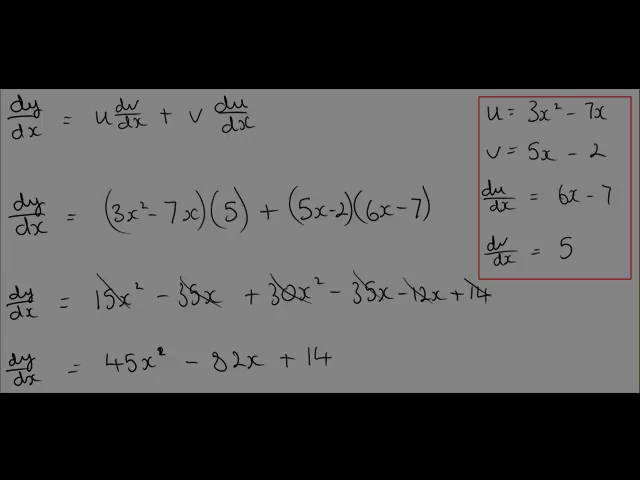 dy/dx = u dv/dx + v du/dx
u = 3x² - 7x
v = 5x - 2
du/dx = 6x - 7
dv/dx = 5
dy/dx = (3x² - 7x)(5) + (5x-2)(6x-7)
dy/dx = 15x² - 35x + 30x² - 35x - 12x + 14
dy/dx = 45x² - 82x + 14